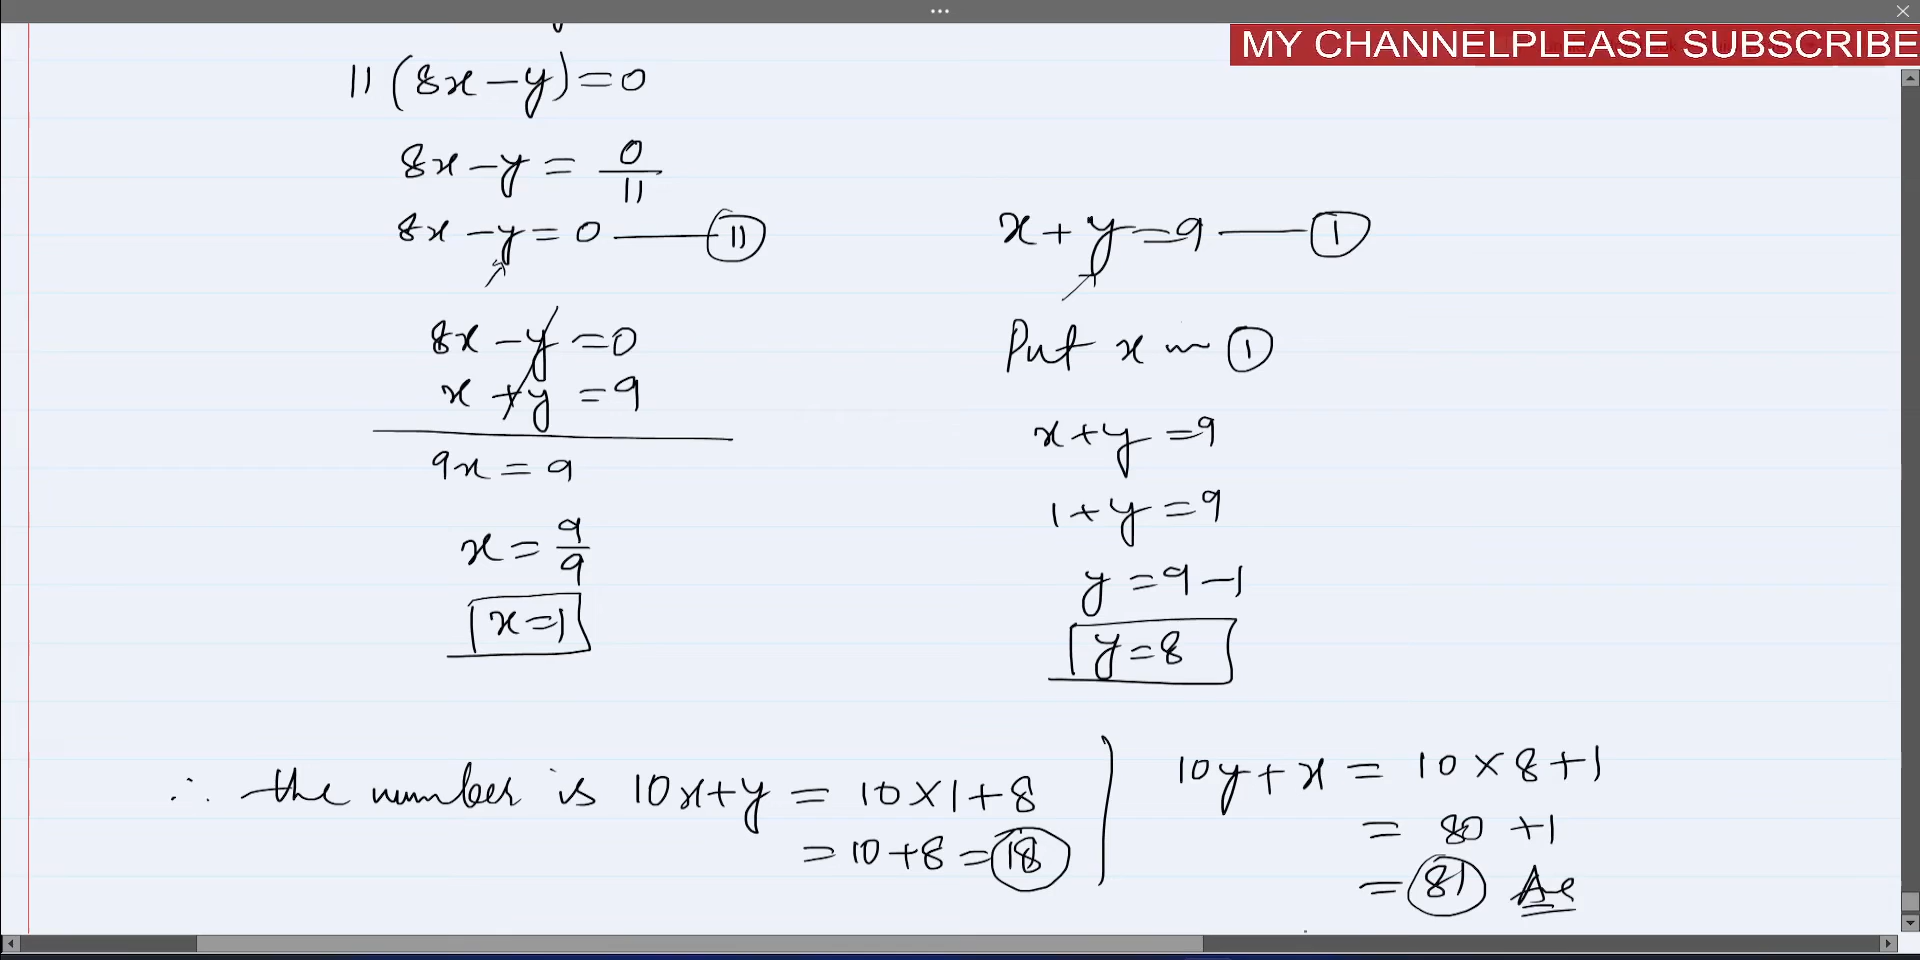 MY CHANNELPLEASE SUBSCRIBE
11(8x-y)=0
8x-y = 0/11
8x-y=0 —— (11)
8x-y=0
x+y=9
9x=9
x=9/9
x=1
x+y=9 —— (1)
Put x in (1)
x+y=9
1+y=9
y=9-1
y=8
∴ the number is 10x+y = 10×1+8
=10+8=18
10y+x = 10×8+1
= 80+1
= 81